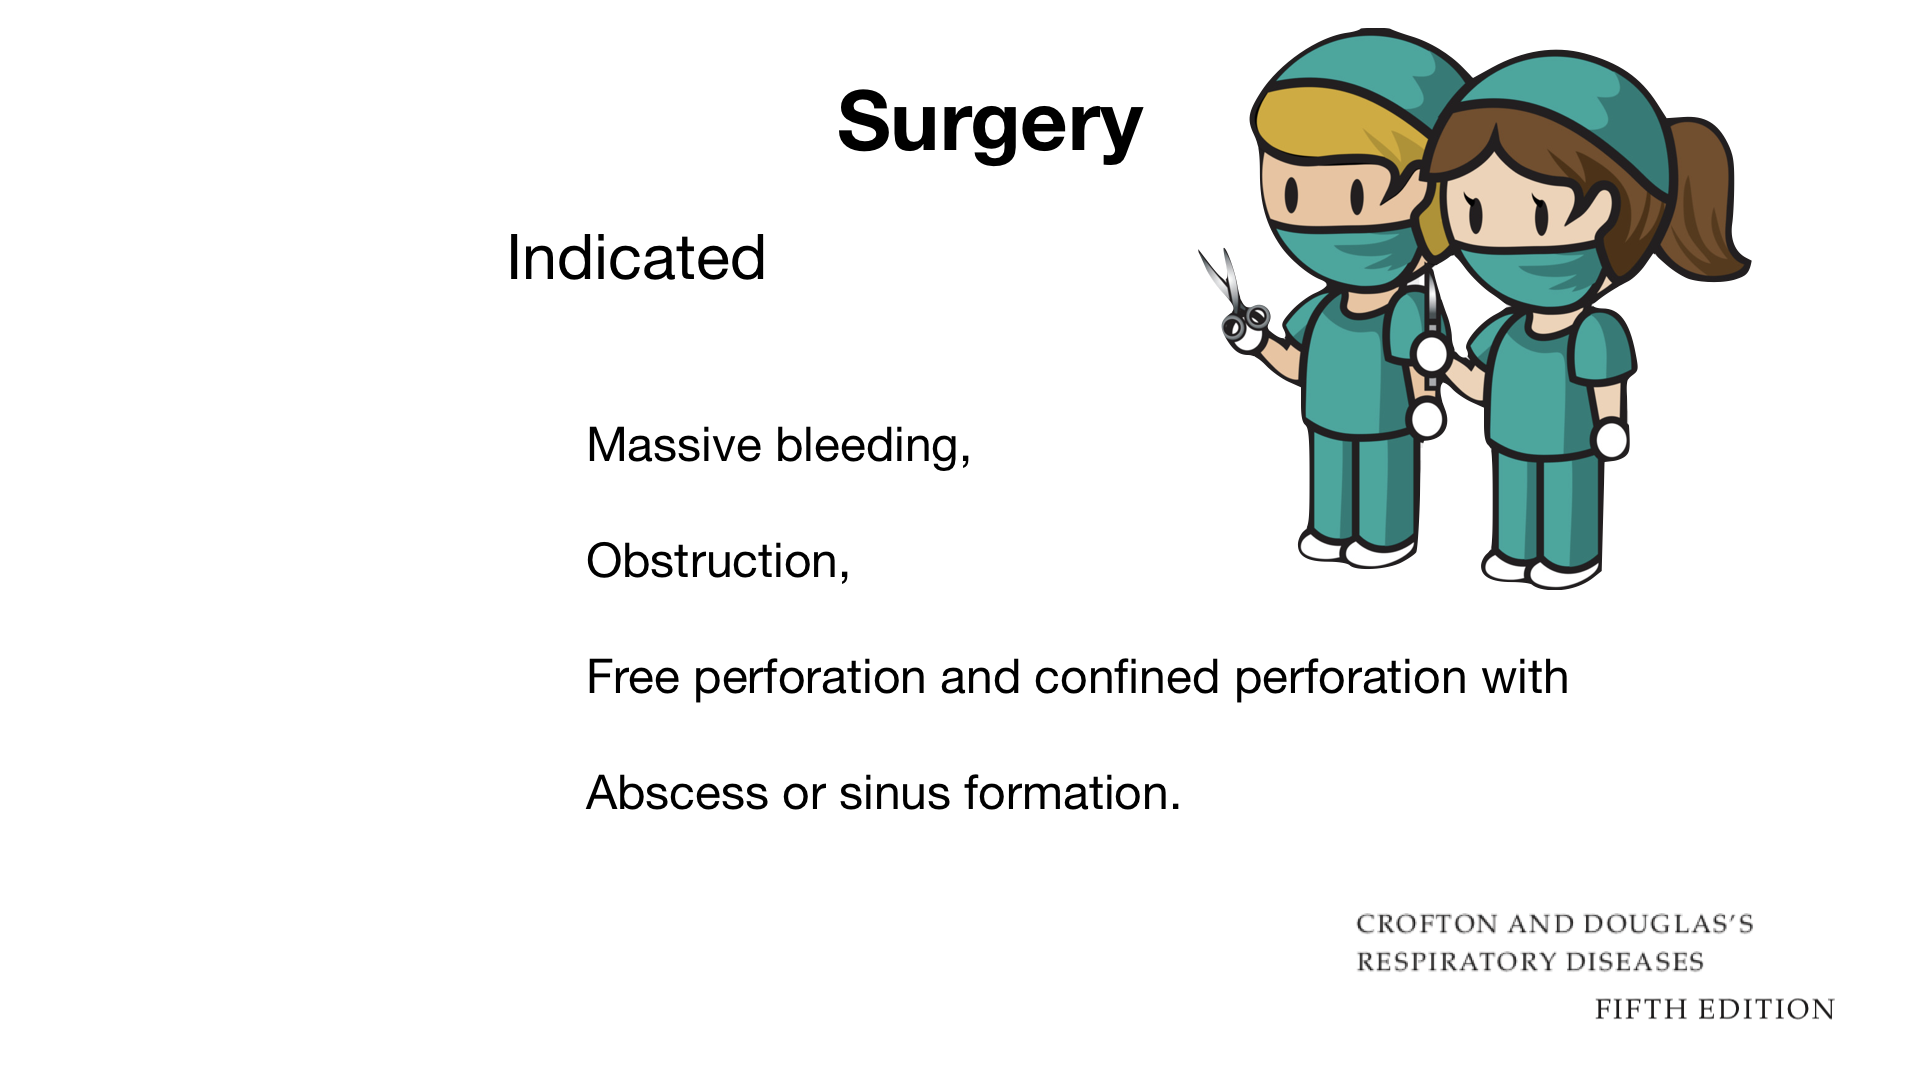 Surgery
Indicated
Massive bleeding,
Obstruction,
Free perforation and confined perforation with
Abscess or sinus formation.
CROFTON AND DOUGLAS’S
RESPIRATORY DISEASES
FIFTH EDITION